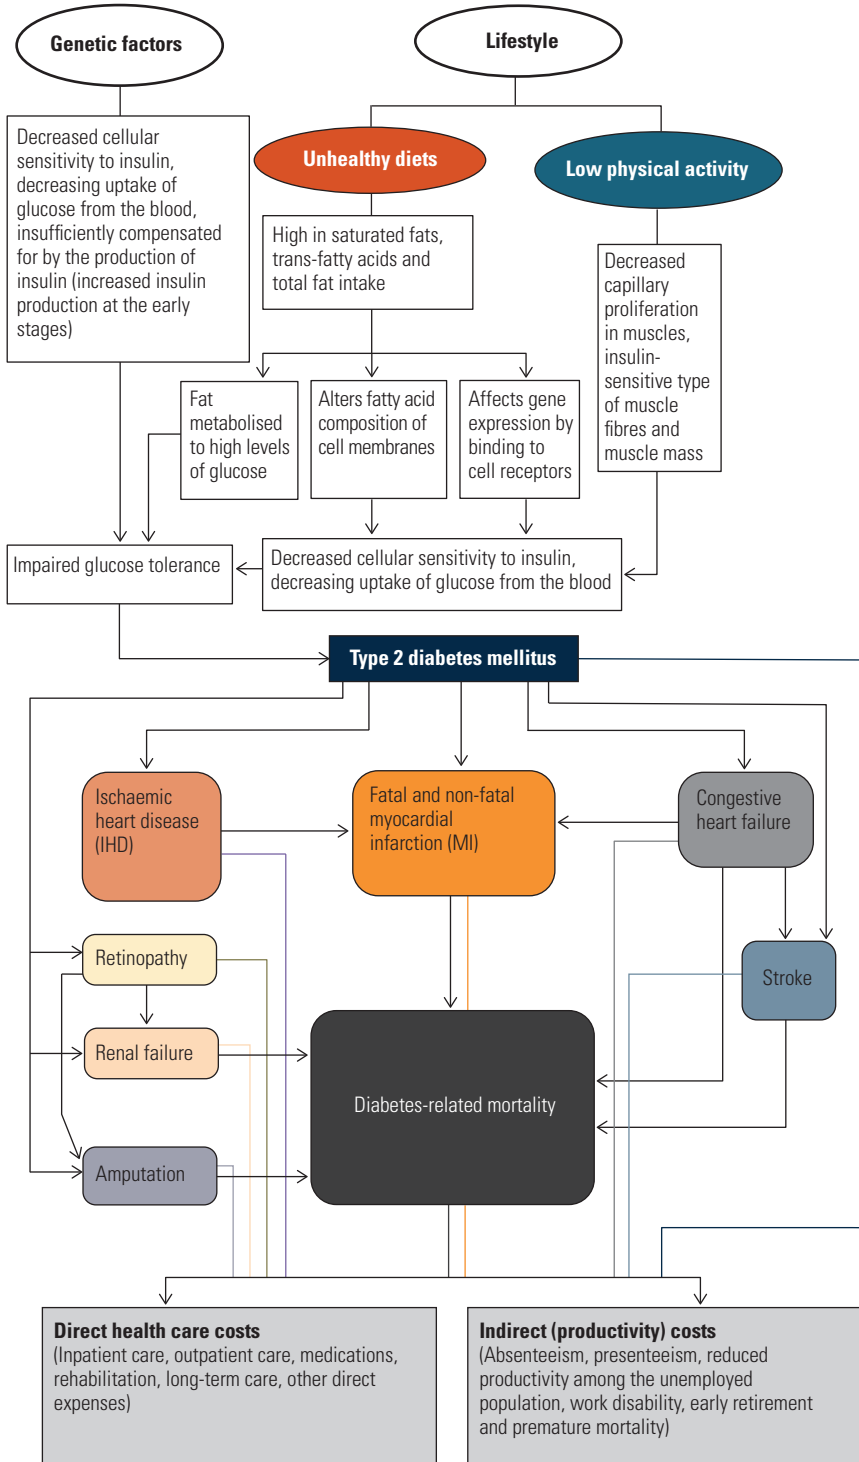 Genetic factors
Lifestyle
Decreased cellular
sensitivity to insulin,
decreasing uptake of
glucose from the blood,
insufficiently compensated
for by the production of
insulin (increased insulin
production at the early
stages)
Unhealthy diets
Low physical activity
High in saturated fats,
trans-fatty acids and
total fat intake
Decreased
capillary
proliferation
in muscles,
insulin-
sensitive type
of muscle
fibres and
muscle mass
Fat
metabolised
to high levels
of glucose
Alters fatty acid
composition of
cell membranes
Affects gene
expression by
binding to
cell receptors
Impaired glucose tolerance
Decreased cellular sensitivity to insulin,
decreasing uptake of glucose from the blood
Type 2 diabetes mellitus
Ischaemic
heart disease
(IHD)
Fatal and non-fatal
myocardial
infarction (MI)
Congestive
heart failure
Retinopathy
Stroke
Renal failure
Diabetes-related mortality
Amputation
Direct health care costs
(Inpatient care, outpatient care, medications,
rehabilitation, long-term care, other direct
expenses)
Indirect (productivity) costs
(Absenteeism, presenteeism, reduced
productivity among the unemployed
population, work disability, early retirement
and premature mortality)